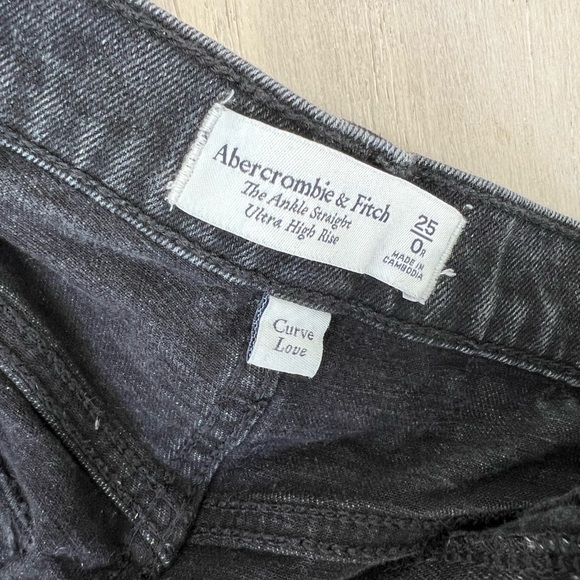 Abercrombie & Fitch
The Ankle Straight
Ultra High Rise
25
0R
MADE IN
CAMBODIA
Curve
Love